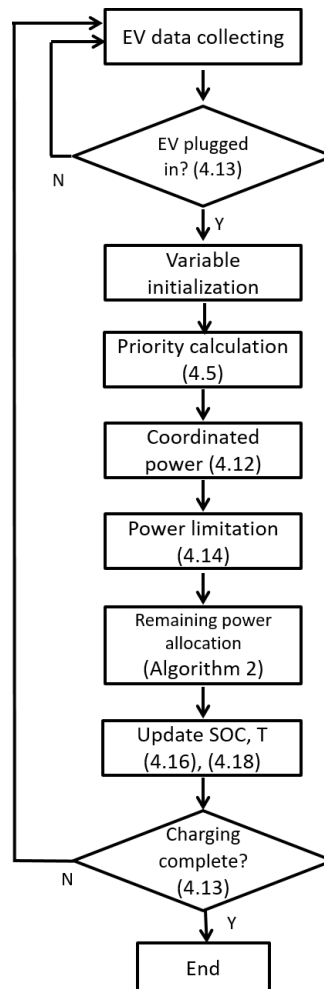 EV data collecting
EV plugged
in? (4.13)
N
Y
Variable
initialization
Priority calculation
(4.5)
Coordinated
power (4.12)
Power limitation
(4.14)
Remaining power
allocation
(Algorithm 2)
Update SOC, T
(4.16), (4.18)
Charging
complete?
(4.13)
N
Y
End